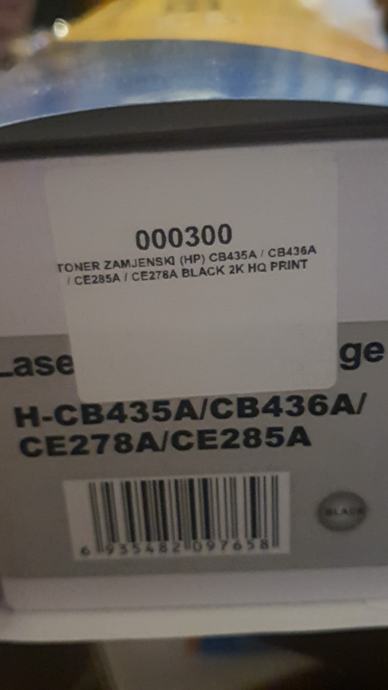 000300
TONER ZAMJENSKI (HP) CB435A / CB436A
/ CE285A / CE278A BLACK 2K HQ PRINT
Lase
ge
H-CB435A/CB436A/
CE278A/CE285A
BLACK
6 935482 097658